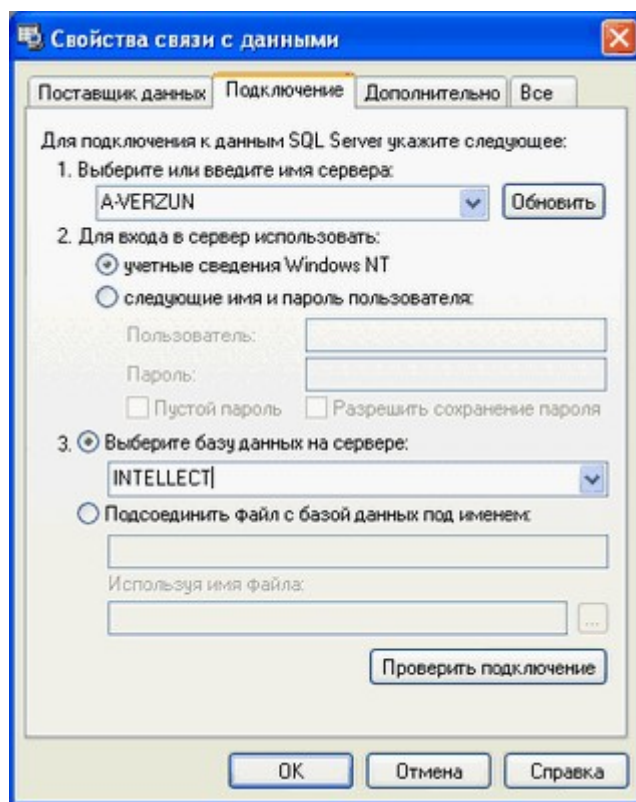 Свойства связи с данными
Поставщик данных Подключение Дополнительно Все
Для подключения к данным SQL Server укажите следующее:
1. Выберите или введите имя сервера:
A-VERZUN Обновить
2. Для входа в сервер использовать:
учетные сведения Windows NT
следующие имя и пароль пользователя:
Пользователь:
Пароль:
Пустой пароль Разрешить сохранение пароля
3. Выберите базу данных на сервере:
INTELLECT
Подсоединить файл с базой данных под именем:
Используя имя файла:
...
Проверить подключение
OK Отмена Справка